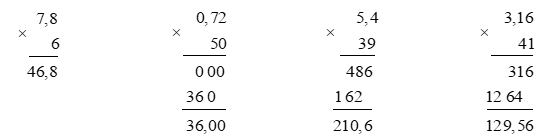 7,8 0,72 5,4 3,16
× 6 × 50 × 39 × 41
46,8 0 00 486 316
36 0 1 62 12 64
36,00 210,6 129,56